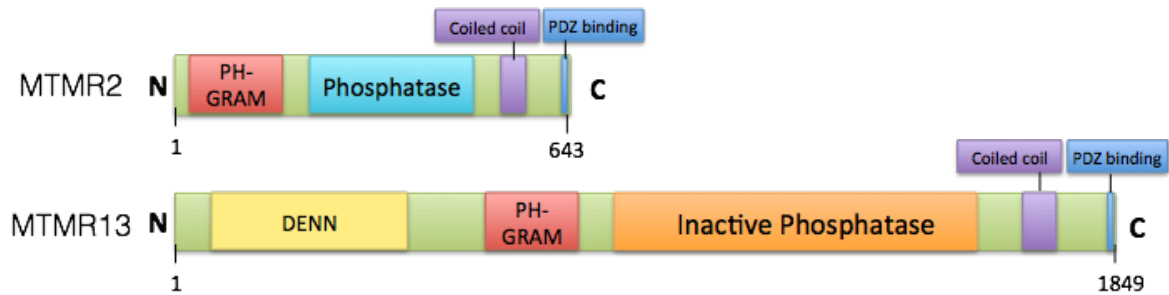 Coiled coil PDZ binding
MTMR2 N PH-
GRAM Phosphatase C
1 643
Coiled coil PDZ binding
MTMR13 N DENN PH-
GRAM Inactive Phosphatase C
1 1849